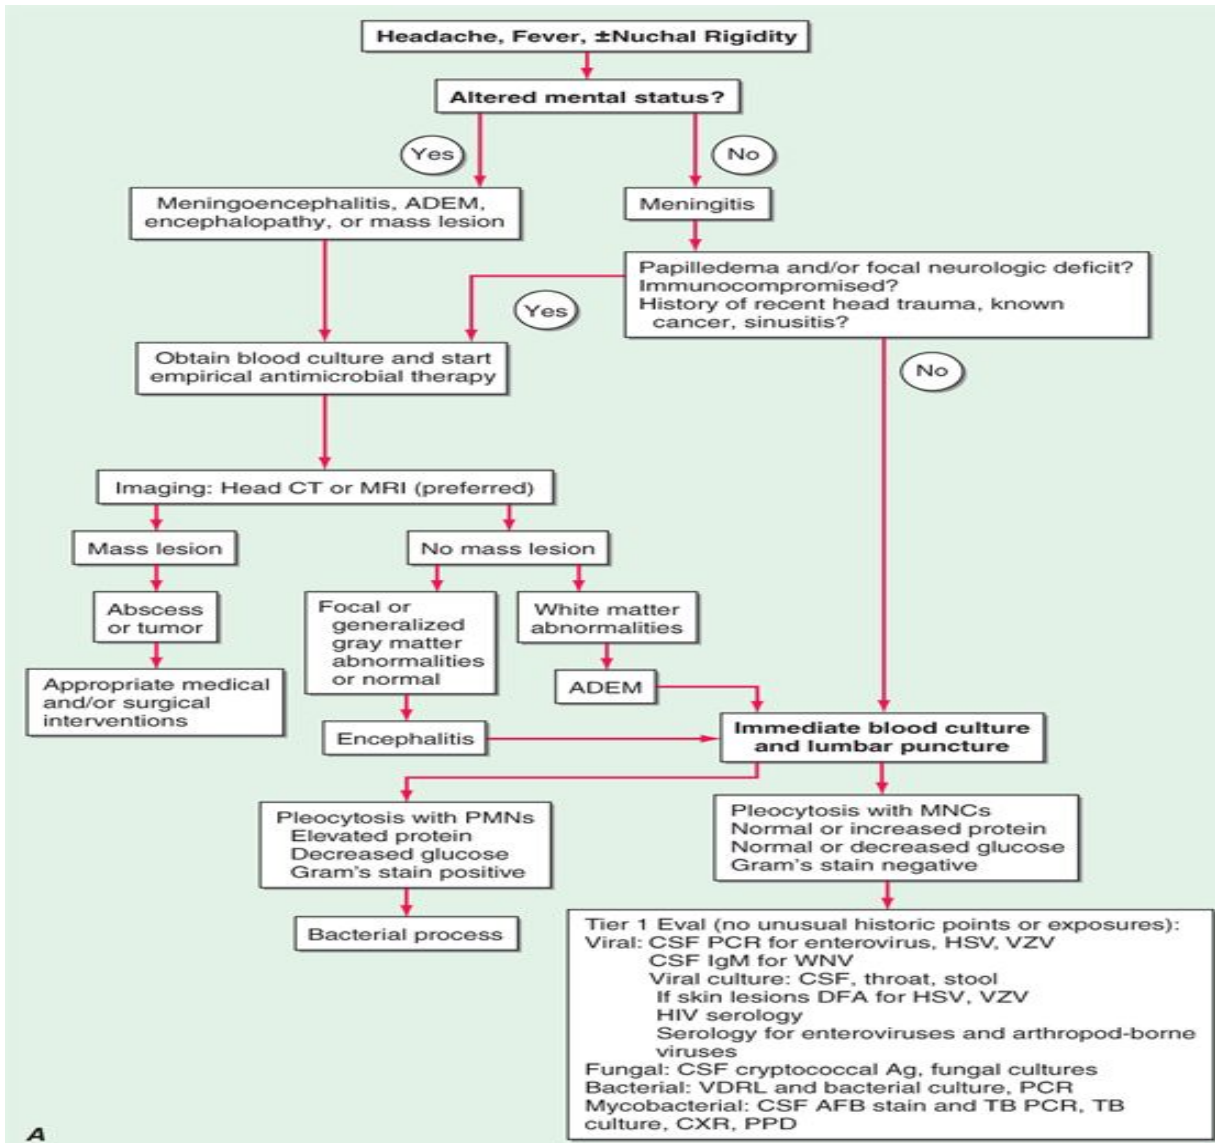 Headache, Fever, ±Nuchal Rigidity
Altered mental status?
Yes
No
Meningoencephalitis, ADEM,
encephalopathy, or mass lesion
Meningitis
Papilledema and/or focal neurologic deficit?
Immunocompromised?
History of recent head trauma, known
cancer, sinusitis?
Yes
No
Obtain blood culture and start
empirical antimicrobial therapy
Imaging: Head CT or MRI (preferred)
Mass lesion
No mass lesion
Abscess
or tumor
Focal or
generalized
gray matter
abnormalities
or normal
White matter
abnormalities
Appropriate medical
and/or surgical
interventions
ADEM
Encephalitis
Immediate blood culture
and lumbar puncture
Pleocytosis with PMNs
Elevated protein
Decreased glucose
Gram's stain positive
Pleocytosis with MNCs
Normal or increased protein
Normal or decreased glucose
Gram's stain negative
Bacterial process
Tier 1 Eval (no unusual historic points or exposures):
Viral: CSF PCR for enterovirus, HSV, VZV
CSF IgM for WNV
Viral culture: CSF, throat, stool
If skin lesions DFA for HSV, VZV
HIV serology
Serology for enteroviruses and arthropod-borne
viruses
Fungal: CSF cryptococcal Ag, fungal cultures
Bacterial: VDRL and bacterial culture, PCR
Mycobacterial: CSF AFB stain and TB PCR, TB
culture, CXR, PPD
A